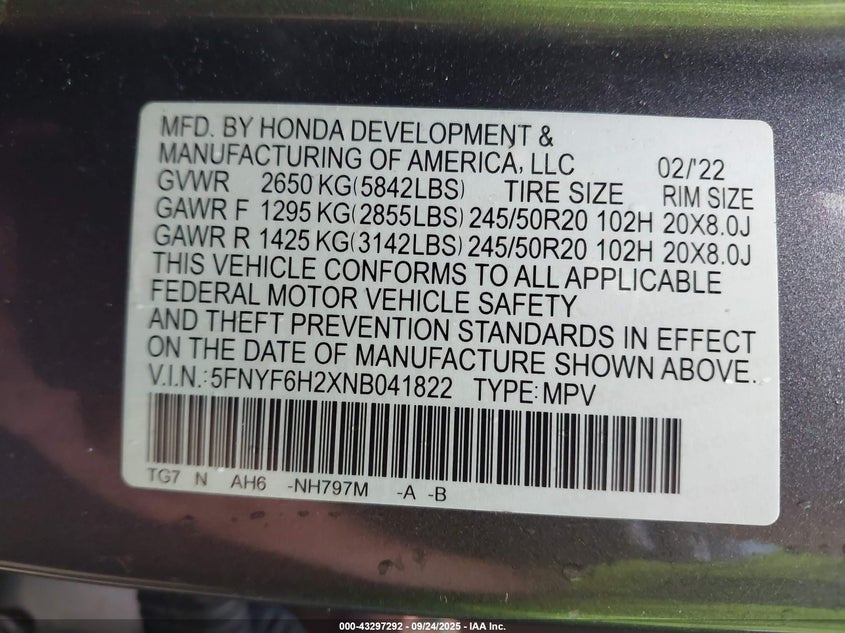 MFD. BY HONDA DEVELOPMENT &
MANUFACTURING OF AMERICA, LLC 02/'22
GVWR 2650 KG(5842LBS) TIRE SIZE RIM SIZE
GAWR F 1295 KG(2855LBS) 245/50R20 102H 20X8.0J
GAWR R 1425 KG(3142LBS) 245/50R20 102H 20X8.0J
THIS VEHICLE CONFORMS TO ALL APPLICABLE
FEDERAL MOTOR VEHICLE SAFETY
AND THEFT PREVENTION STANDARDS IN EFFECT
ON THE DATE OF MANUFACTURE SHOWN ABOVE.
V.I.N.: 5FNYF6H2XNB041822 TYPE: MPV
TG7 N AH6 -NH797M -A -B
000-43297292 - 09/24/2025 - IAA Inc.